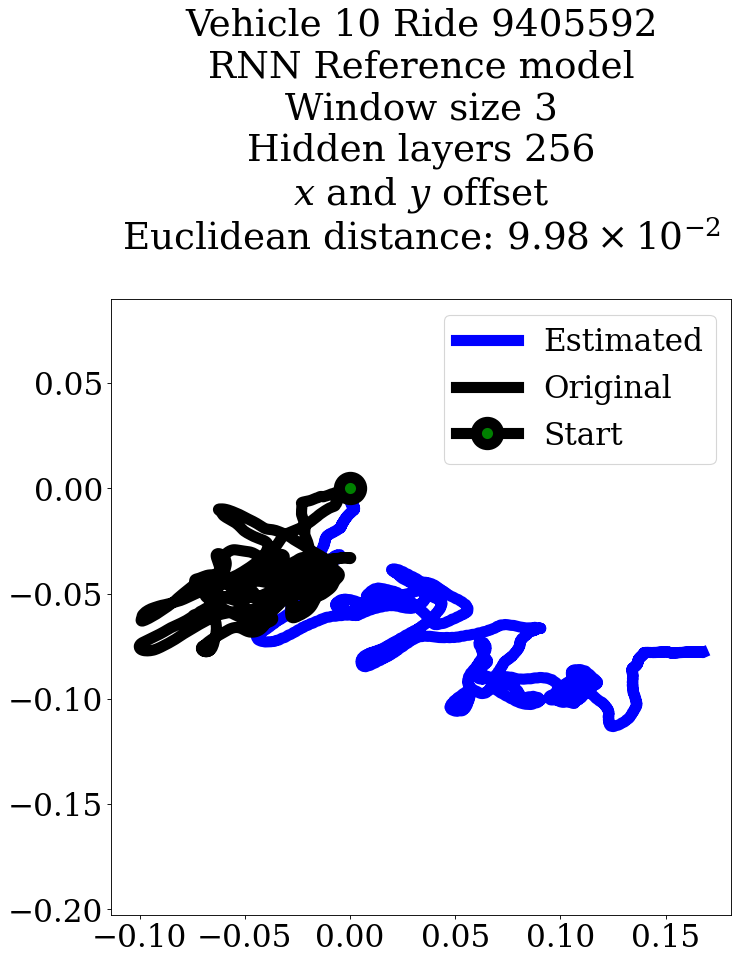 Vehicle 10 Ride 9405592
RNN Reference model
Window size 3
Hidden layers 256
x and y offset
Euclidean distance: 9.98 × 10⁻²
Estimated
Original
Start
0.05
0.00
−0.05
−0.10
−0.15
−0.20
−0.10 −0.05 0.00 0.05 0.10 0.15